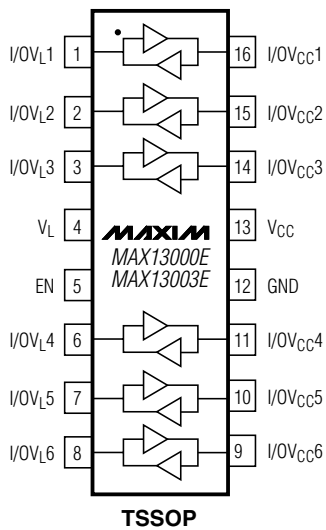 I/OVL1 1 16 I/OVCC1
I/OVL2 2 15 I/OVCC2
I/OVL3 3 14 I/OVCC3
VL 4 MAXIM 13 VCC
MAX13000E
EN 5 MAX13003E 12 GND
I/OVL4 6 11 I/OVCC4
I/OVL5 7 10 I/OVCC5
I/OVL6 8 9 I/OVCC6
TSSOP